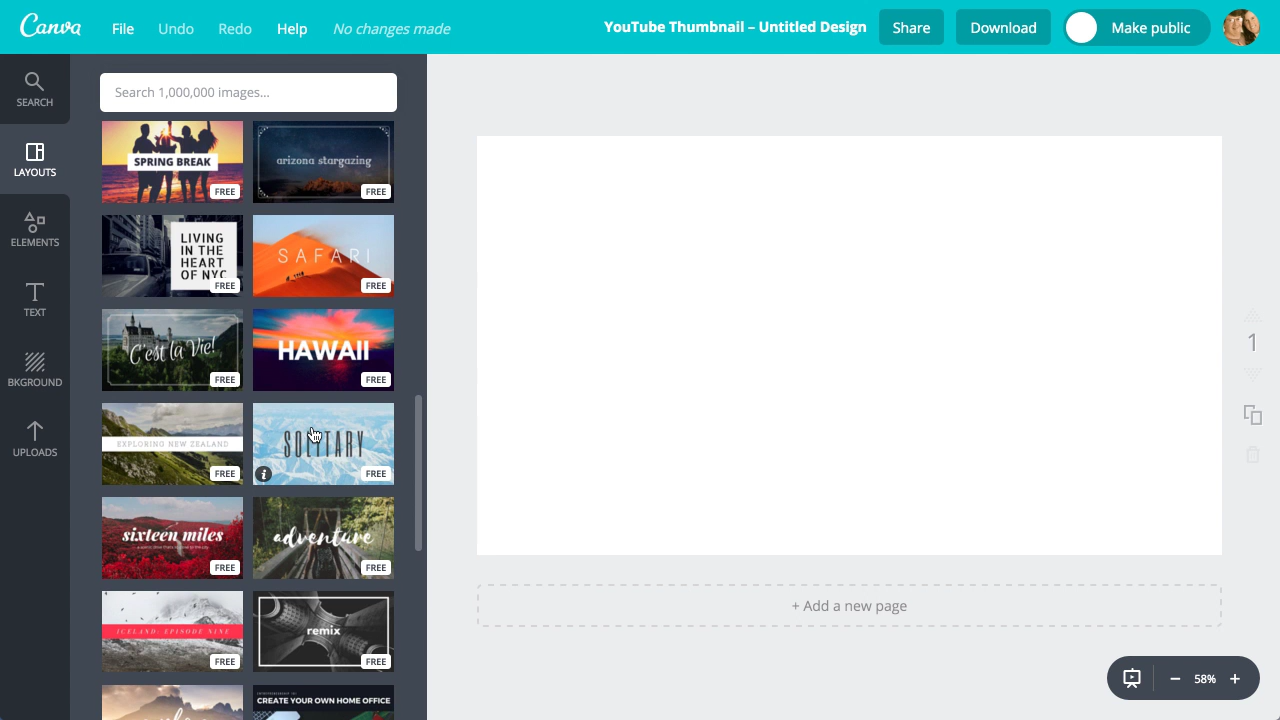 Canva
File
Undo
Redo
Help
No changes made
YouTube Thumbnail – Untitled Design
Share
Download
Make public
SEARCH
LAYOUTS
ELEMENTS
TEXT
BKGROUND
UPLOADS
Search 1,000,000 images...
SPRING BREAK
FREE
arizona stargazing
FREE
LIVING
IN THE
HEART
OF NYC
FREE
SAFARI
FREE
C'est la Vie!
FREE
HAWAII
FREE
EXPLORING NEW ZEALAND
FREE
SOLITARY
i
FREE
sixteen miles
FREE
adventure
FREE
ICELAND: EPISODE NINE
FREE
remix
FREE
CREATE YOUR OWN HOME OFFICE
1
+ Add a new page
58%